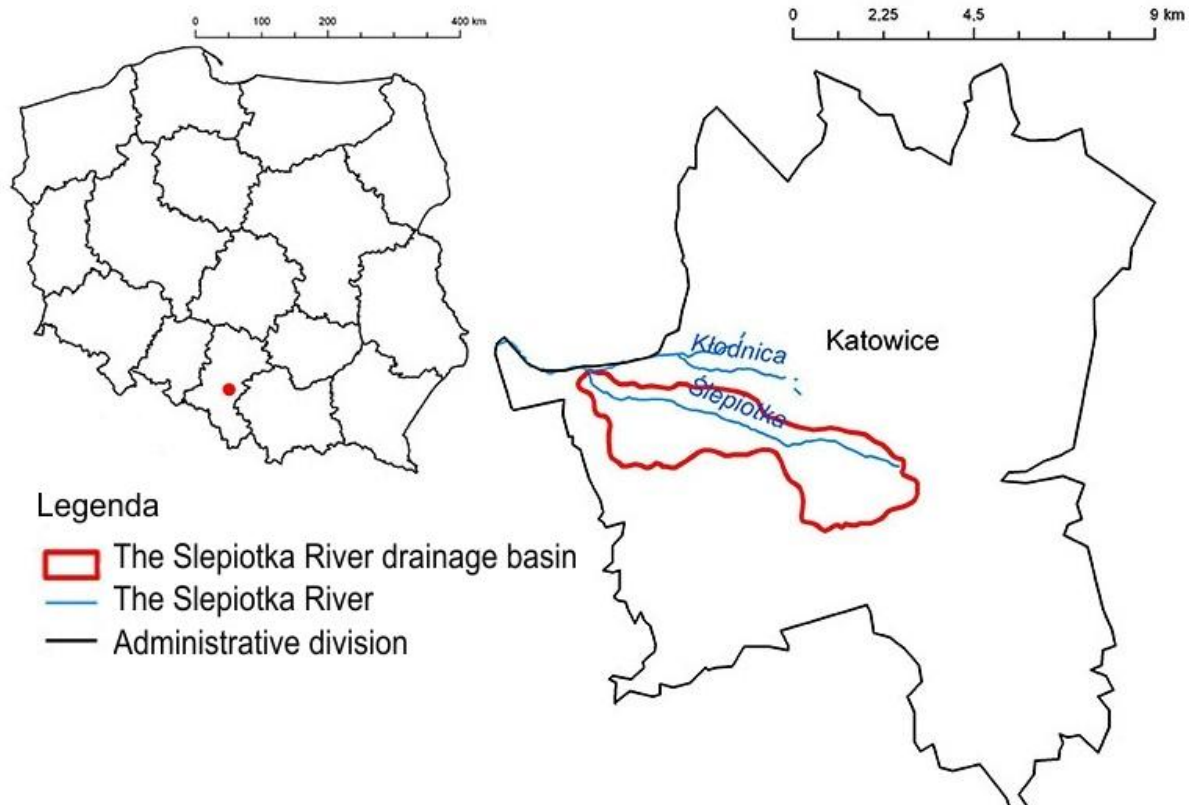 0 100 200 400 km
0 2,25 4,5 9 km
Kłodnica
Katowice
Ślepiotka
Legenda
The Slepiotka River drainage basin
The Slepiotka River
Administrative division